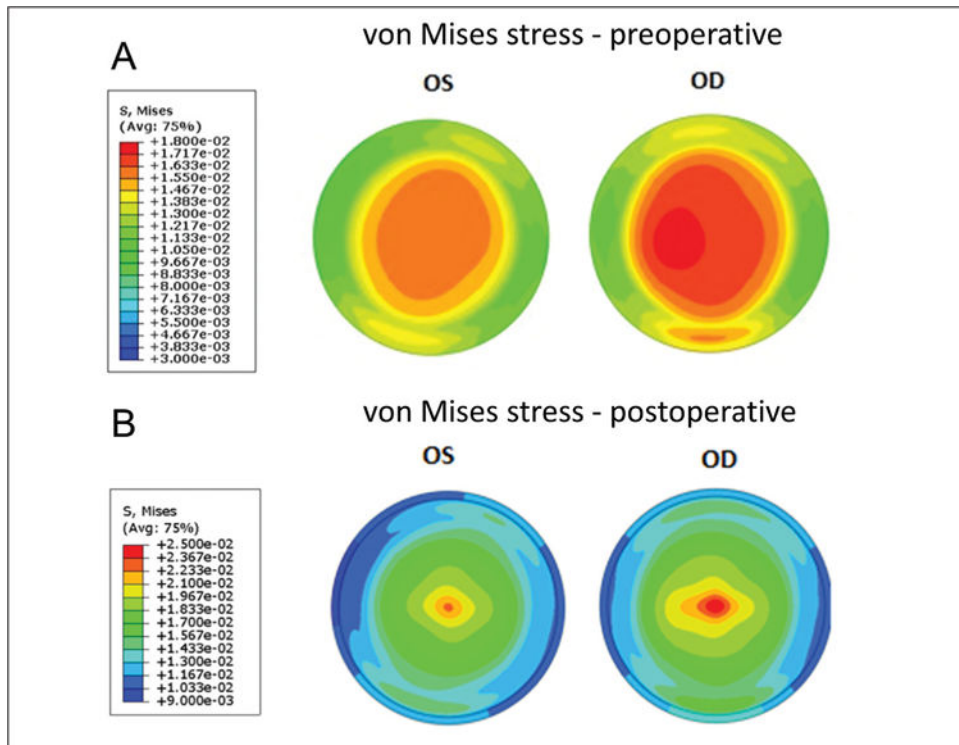 von Mises stress - preoperative
A
OS
OD
S, Mises
(Avg: 75%)
+1.800e-02
+1.717e-02
+1.633e-02
+1.550e-02
+1.467e-02
+1.383e-02
+1.300e-02
+1.217e-02
+1.133e-02
+1.050e-02
+9.667e-03
+8.833e-03
+8.000e-03
+7.167e-03
+6.333e-03
+5.500e-03
+4.667e-03
+3.833e-03
+3.000e-03
von Mises stress - postoperative
B
OS
OD
S, Mises
(Avg: 75%)
+2.500e-02
+2.367e-02
+2.233e-02
+2.100e-02
+1.967e-02
+1.833e-02
+1.700e-02
+1.567e-02
+1.433e-02
+1.300e-02
+1.167e-02
+1.033e-02
+9.000e-03